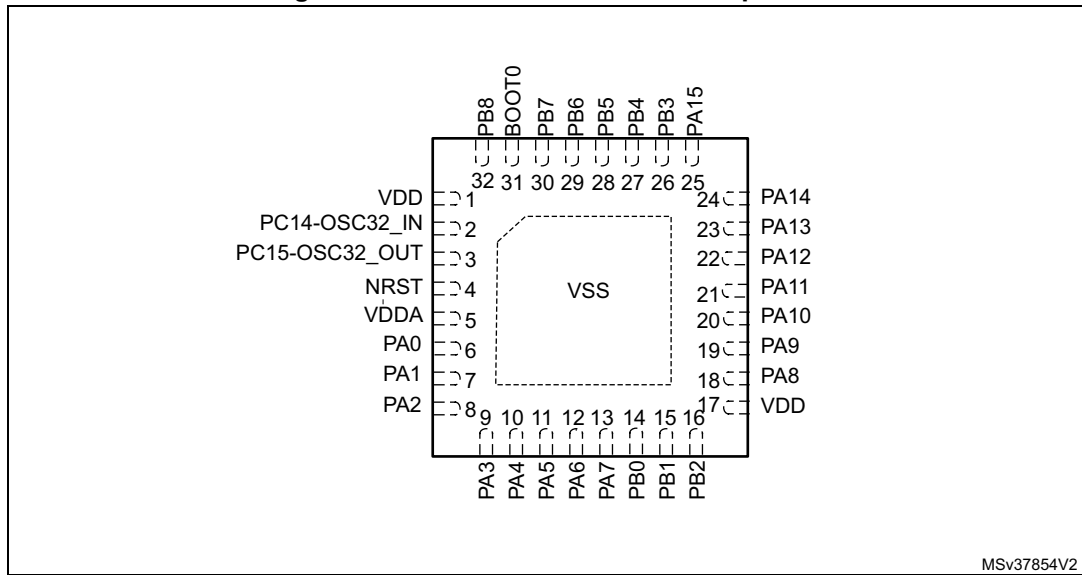 PB8
BOOT0
PB7
PB6
PB5
PB4
PB3
PA15
32 31 30 29 28 27 26 25
VDD 1
PC14-OSC32_IN 2
PC15-OSC32_OUT 3
NRST 4
VDDA 5
PA0 6
PA1 7
PA2 8
VSS
24 PA14
23 PA13
22 PA12
21 PA11
20 PA10
19 PA9
18 PA8
17 VDD
9 10 11 12 13 14 15 16
PA3
PA4
PA5
PA6
PA7
PB0
PB1
PB2
MSv37854V2